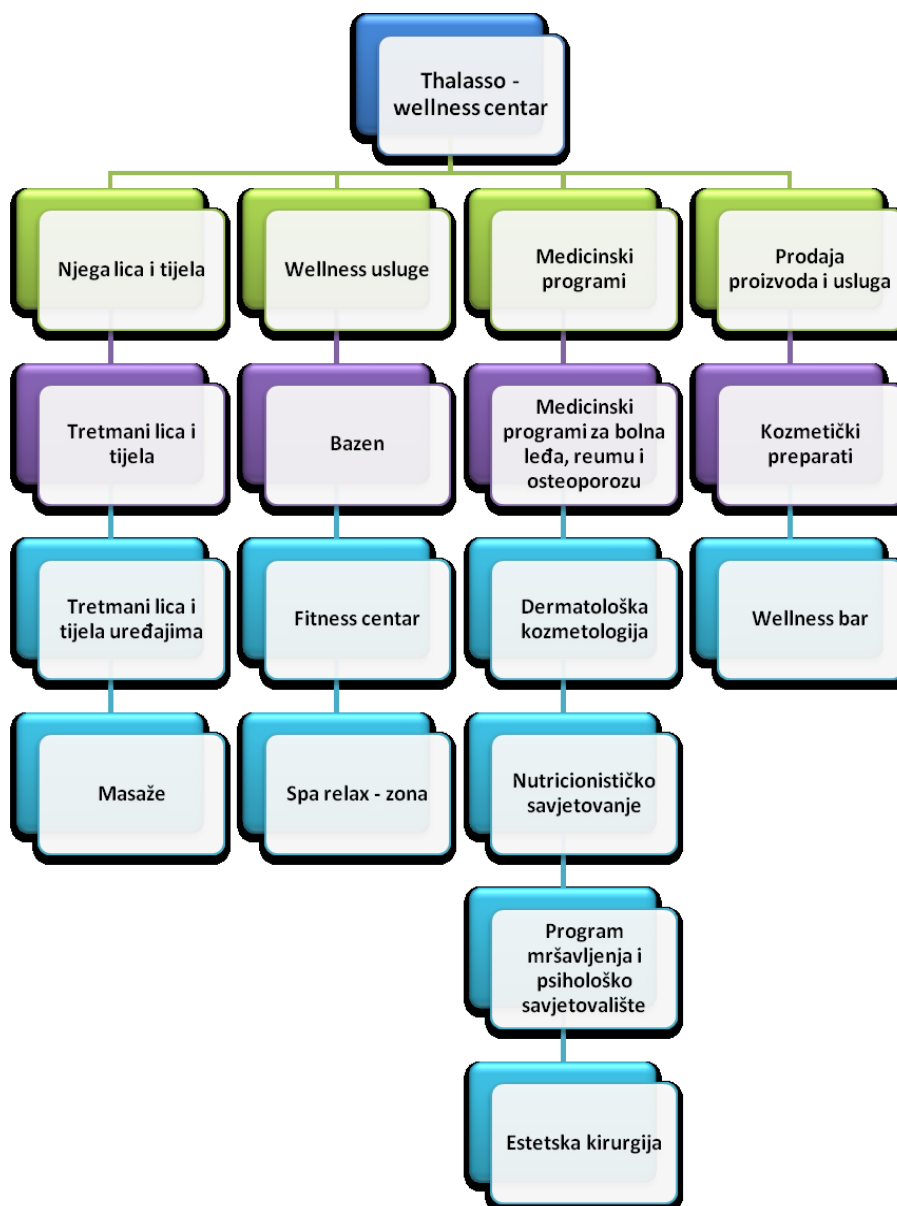 Thalasso -
wellness centar
Njega lica i tijela
Wellness usluge
Medicinski
programi
Prodaja
proizvoda i usluga
Tretmani lica i
tijela
Bazen
Medicinski
programi za bolna
leđa, reumu i
osteoporozu
Kozmetički
preparati
Tretmani lica i
tijela uređajima
Fitness centar
Dermatološka
kozmetologija
Wellness bar
Masaže
Spa relax - zona
Nutricionističko
savjetovanje
Program
mršavljenja i
psihološko
savjetovalište
Estetska kirurgija